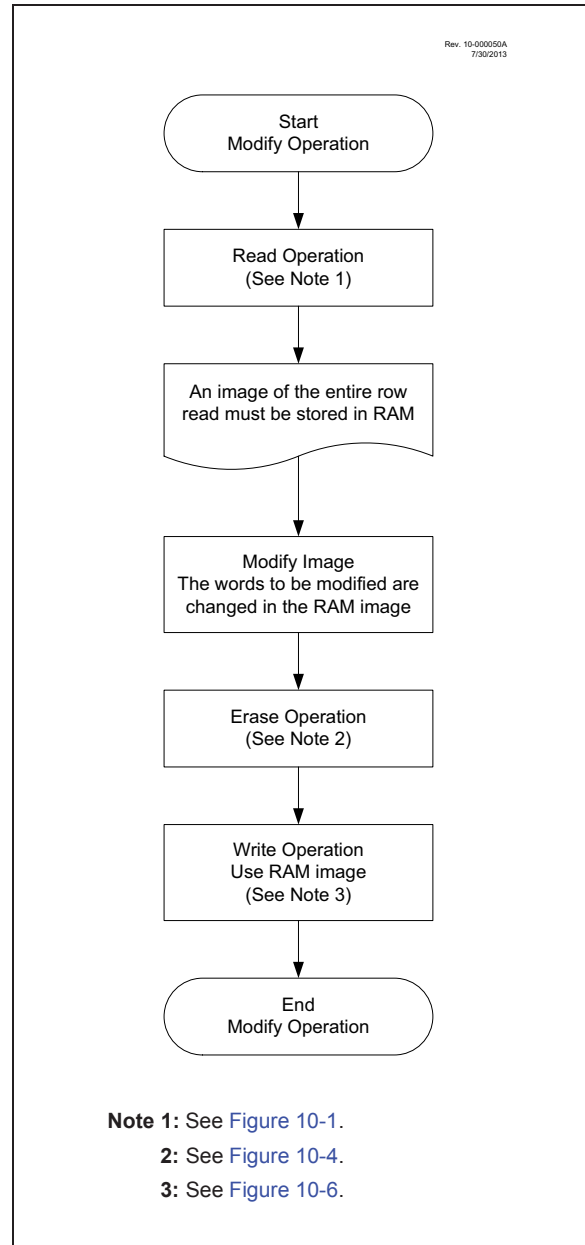 Rev. 10-000050A
7/30/2013
Start
Modify Operation
Read Operation
(See Note 1)
An image of the entire row
read must be stored in RAM
Modify Image
The words to be modified are
changed in the RAM image
Erase Operation
(See Note 2)
Write Operation
Use RAM image
(See Note 3)
End
Modify Operation
Note 1: See Figure 10-1.
2: See Figure 10-4.
3: See Figure 10-6.